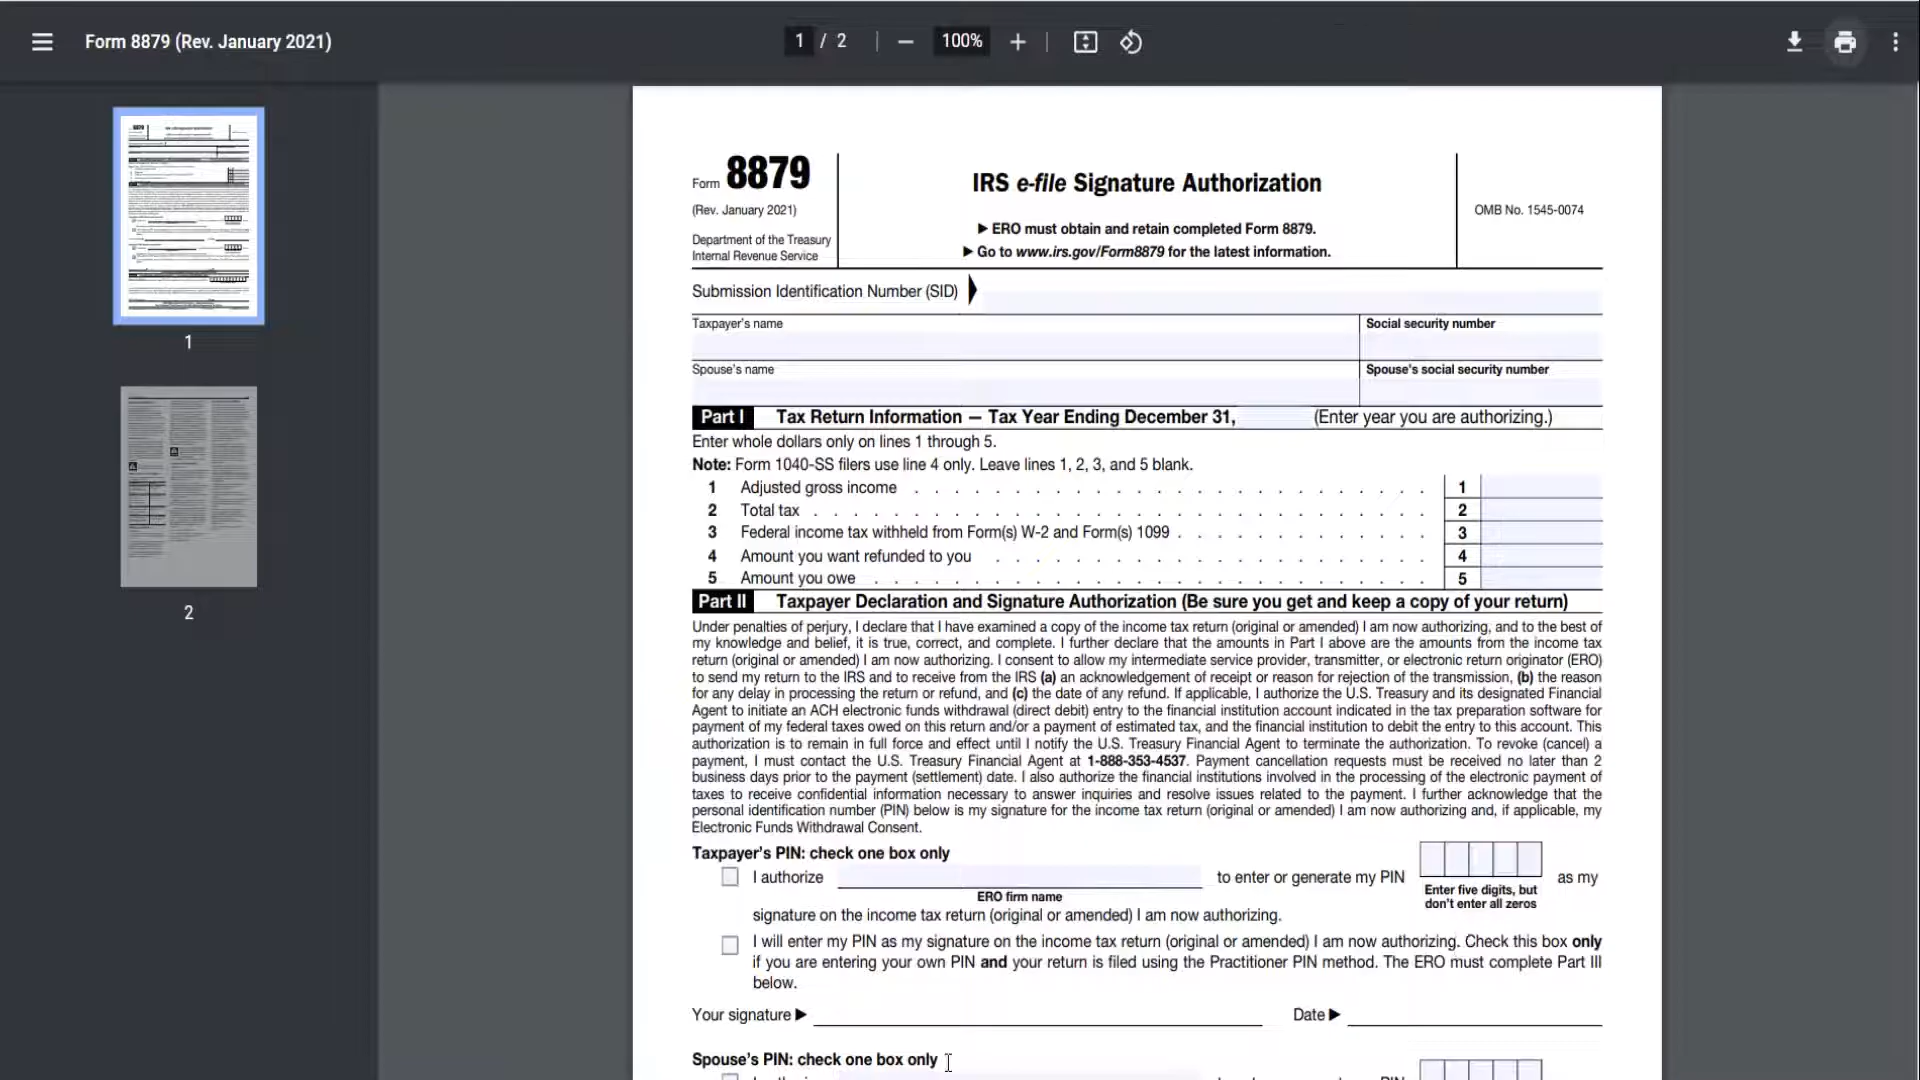 Form 8879 (Rev. January 2021)
1 / 2
100%
1
2
Form 8879
(Rev. January 2021)
Department of the Treasury
Internal Revenue Service
IRS e-file Signature Authorization
▶ ERO must obtain and retain completed Form 8879.
▶ Go to www.irs.gov/Form8879 for the latest information.
OMB No. 1545-0074
Submission Identification Number (SID)
Taxpayer's name
Social security number
Spouse's name
Spouse's social security number
Part I Tax Return Information — Tax Year Ending December 31, (Enter year you are authorizing.)
Enter whole dollars only on lines 1 through 5.
Note: Form 1040-SS filers use line 4 only. Leave lines 1, 2, 3, and 5 blank.
1 Adjusted gross income 1
2 Total tax 2
3 Federal income tax withheld from Form(s) W-2 and Form(s) 1099 3
4 Amount you want refunded to you 4
5 Amount you owe 5
Part II Taxpayer Declaration and Signature Authorization (Be sure you get and keep a copy of your return)
Under penalties of perjury, I declare that I have examined a copy of the income tax return (original or amended) I am now authorizing, and to the best of
my knowledge and belief, it is true, correct, and complete. I further declare that the amounts in Part I above are the amounts from the income tax
return (original or amended) I am now authorizing. I consent to allow my intermediate service provider, transmitter, or electronic return originator (ERO)
to send my return to the IRS and to receive from the IRS (a) an acknowledgement of receipt or reason for rejection of the transmission, (b) the reason
for any delay in processing the return or refund, and (c) the date of any refund. If applicable, I authorize the U.S. Treasury and its designated Financial
Agent to initiate an ACH electronic funds withdrawal (direct debit) entry to the financial institution account indicated in the tax preparation software for
payment of my federal taxes owed on this return and/or a payment of estimated tax, and the financial institution to debit the entry to this account. This
authorization is to remain in full force and effect until I notify the U.S. Treasury Financial Agent to terminate the authorization. To revoke (cancel) a
payment, I must contact the U.S. Treasury Financial Agent at 1-888-353-4537. Payment cancellation requests must be received no later than 2
business days prior to the payment (settlement) date. I also authorize the financial institutions involved in the processing of the electronic payment of
taxes to receive confidential information necessary to answer inquiries and resolve issues related to the payment. I further acknowledge that the
personal identification number (PIN) below is my signature for the income tax return (original or amended) I am now authorizing and, if applicable, my
Electronic Funds Withdrawal Consent.
Taxpayer's PIN: check one box only
I authorize to enter or generate my PIN as my
ERO firm name
Enter five digits, but
don't enter all zeros
signature on the income tax return (original or amended) I am now authorizing.
I will enter my PIN as my signature on the income tax return (original or amended) I am now authorizing. Check this box only
if you are entering your own PIN and your return is filed using the Practitioner PIN method. The ERO must complete Part III
below.
Your signature ▶ Date ▶
Spouse's PIN: check one box only